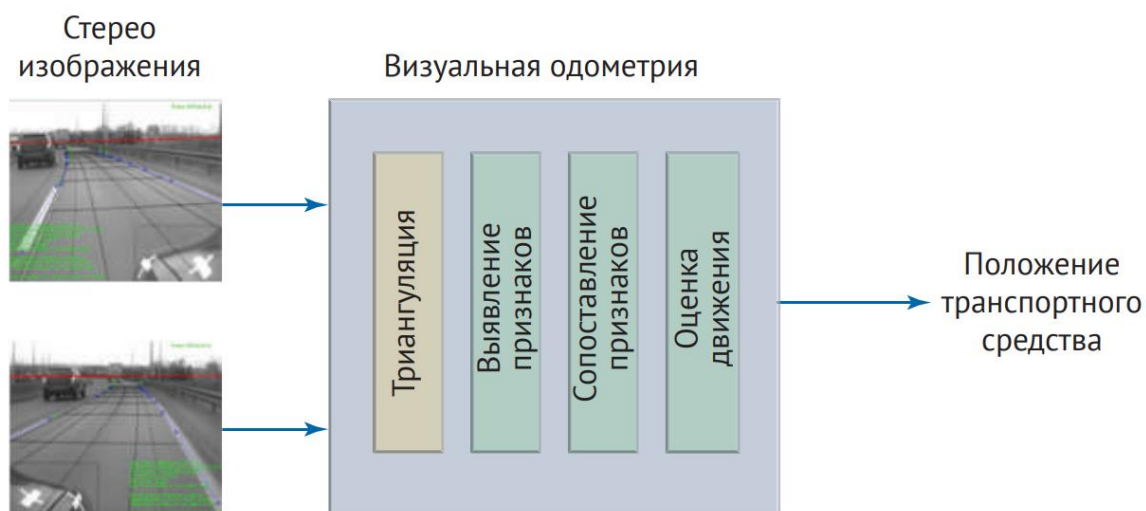 Стерео
изображения
Визуальная одометрия
Триангуляция
Выявление
признаков
Сопоставление
признаков
Оценка
движения
Положение
транспортного
средства